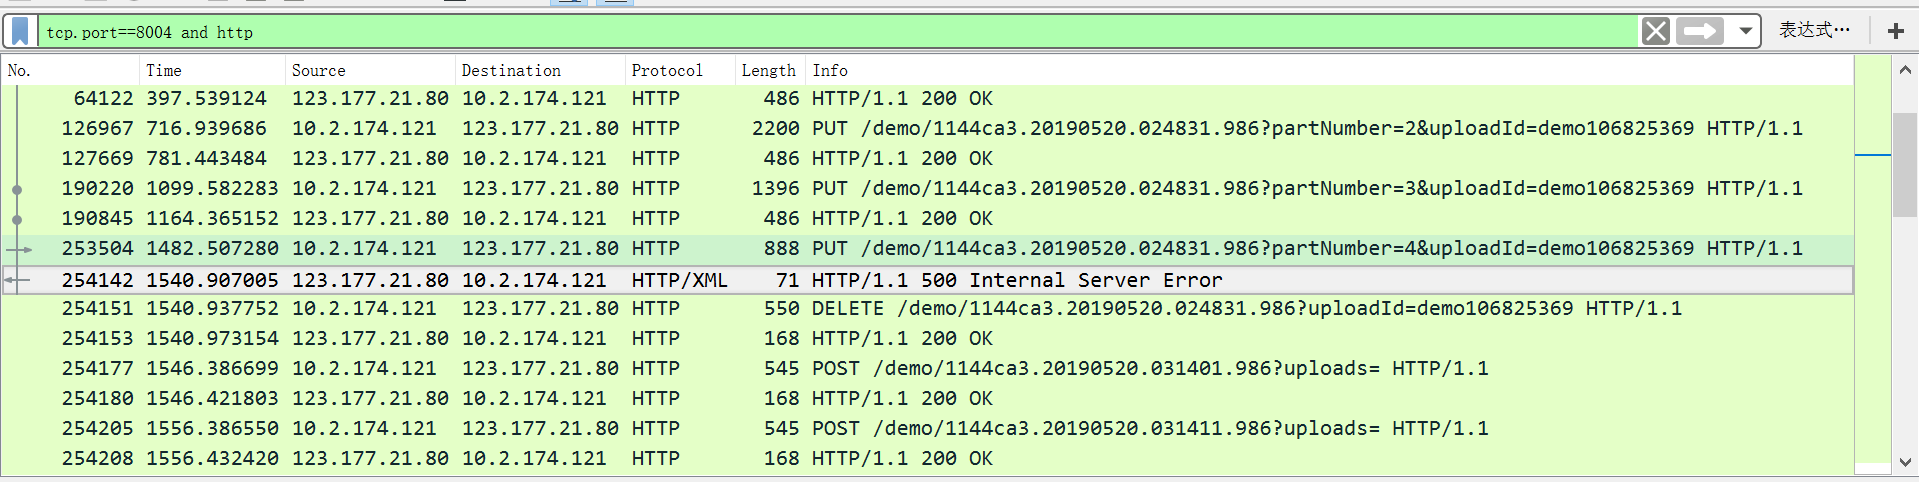 tcp.port==8004 and http 表达式… +
No. Time Source Destination Protocol Length Info
64122 397.539124 123.177.21.80 10.2.174.121 HTTP 486 HTTP/1.1 200 OK
126967 716.939686 10.2.174.121 123.177.21.80 HTTP 2200 PUT /demo/1144ca3.20190520.024831.986?partNumber=2&uploadId=demo106825369 HTTP/1.1
127669 781.443484 123.177.21.80 10.2.174.121 HTTP 486 HTTP/1.1 200 OK
190220 1099.582283 10.2.174.121 123.177.21.80 HTTP 1396 PUT /demo/1144ca3.20190520.024831.986?partNumber=3&uploadId=demo106825369 HTTP/1.1
190845 1164.365152 123.177.21.80 10.2.174.121 HTTP 486 HTTP/1.1 200 OK
253504 1482.507280 10.2.174.121 123.177.21.80 HTTP 888 PUT /demo/1144ca3.20190520.024831.986?partNumber=4&uploadId=demo106825369 HTTP/1.1
254142 1540.907005 123.177.21.80 10.2.174.121 HTTP/XML 71 HTTP/1.1 500 Internal Server Error
254151 1540.937752 10.2.174.121 123.177.21.80 HTTP 550 DELETE /demo/1144ca3.20190520.024831.986?uploadId=demo106825369 HTTP/1.1
254153 1540.973154 123.177.21.80 10.2.174.121 HTTP 168 HTTP/1.1 200 OK
254177 1546.386699 10.2.174.121 123.177.21.80 HTTP 545 POST /demo/1144ca3.20190520.031401.986?uploads= HTTP/1.1
254180 1546.421803 123.177.21.80 10.2.174.121 HTTP 168 HTTP/1.1 200 OK
254205 1556.386550 10.2.174.121 123.177.21.80 HTTP 545 POST /demo/1144ca3.20190520.031411.986?uploads= HTTP/1.1
254208 1556.432420 123.177.21.80 10.2.174.121 HTTP 168 HTTP/1.1 200 OK